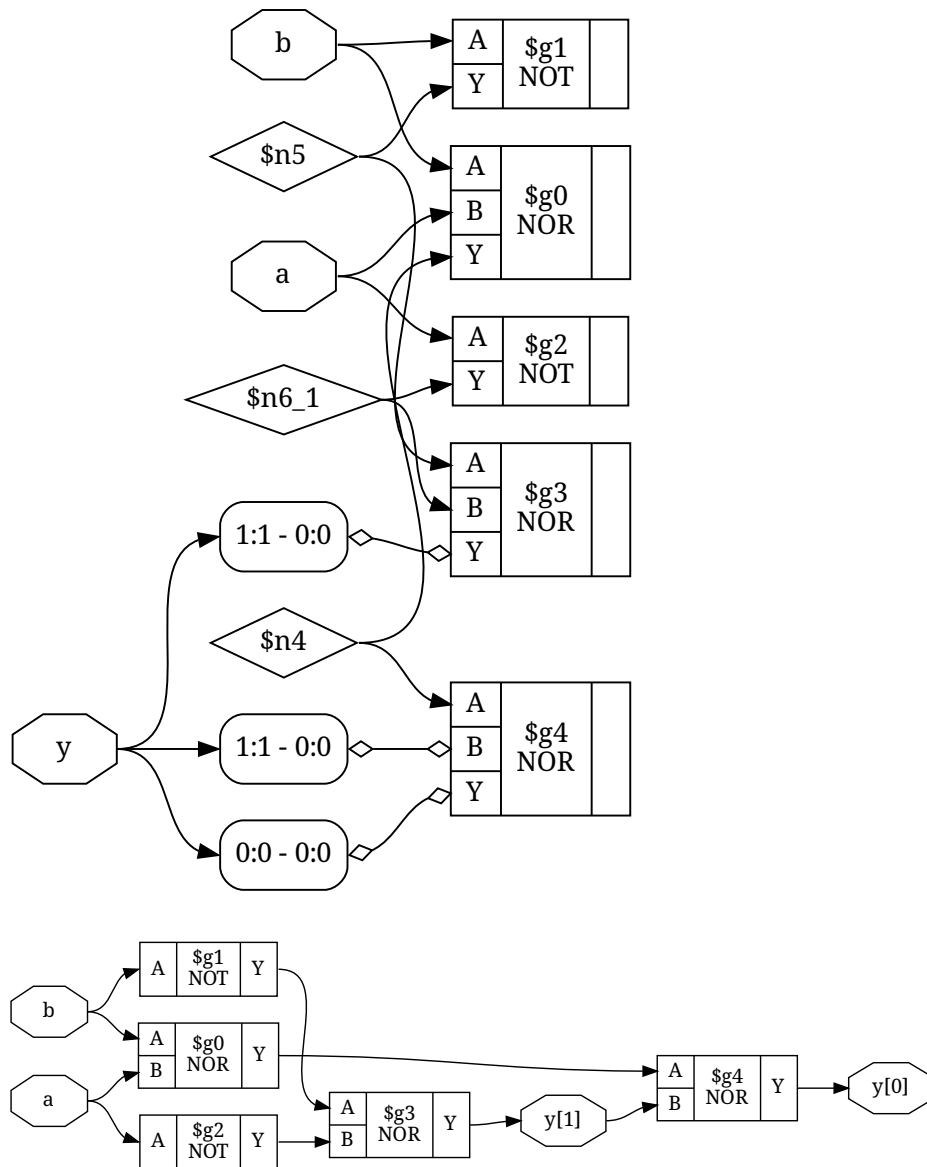 b
A
$g1
NOT
Y
$n5
A
B
Y
$g0
NOR
a
A
Y
$g2
NOT
$n6_1
A
B
Y
$g3
NOR
1:1 - 0:0
$n4
A
B
Y
$g4
NOR
y
1:1 - 0:0
0:0 - 0:0
b
A
$g1
NOT
Y
A
B
$g0
NOR
Y
a
A
$g2
NOT
Y
A
B
$g3
NOR
Y
y[1]
A
B
$g4
NOR
Y
y[0]